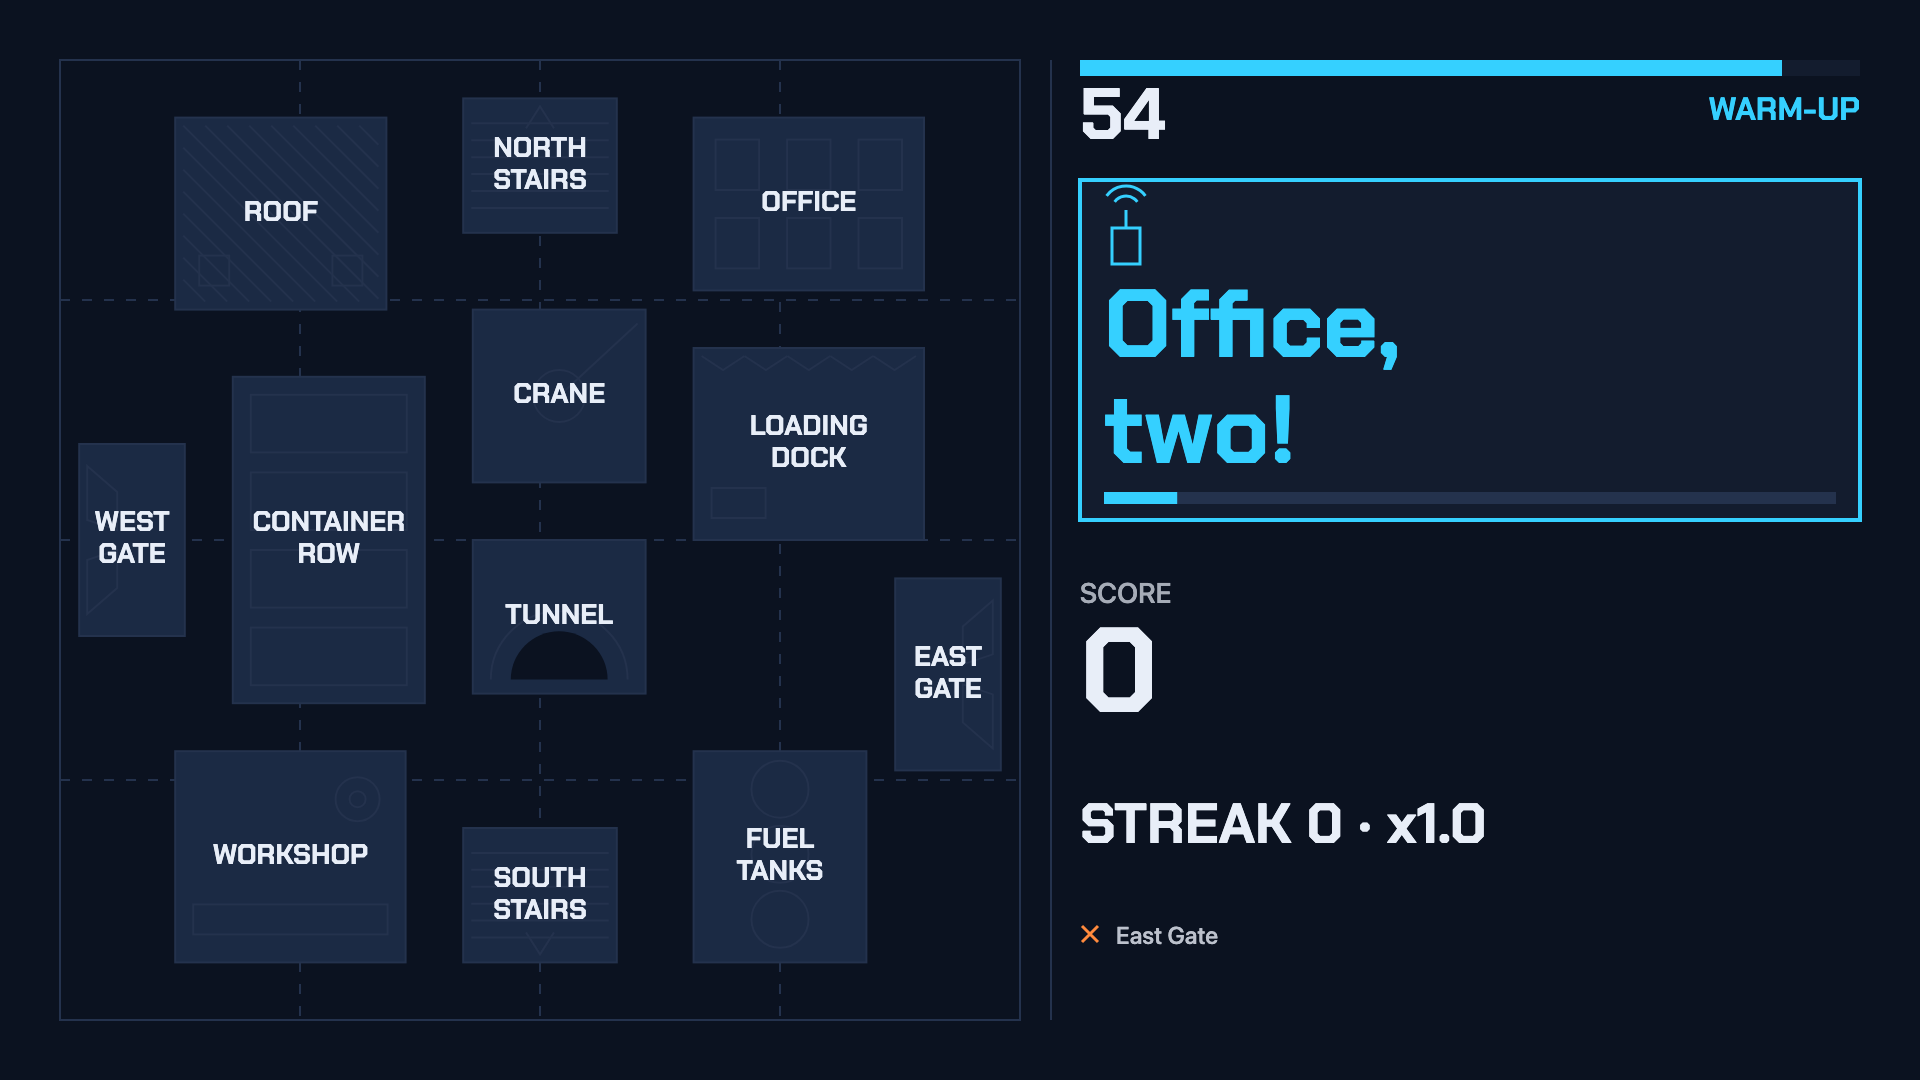 ROOF
NORTH
STAIRS
OFFICE
CRANE
LOADING
DOCK
WEST
GATE
CONTAINER
ROW
TUNNEL
EAST
GATE
WORKSHOP
SOUTH
STAIRS
FUEL
TANKS
54
WARM-UP
Office,
two!
SCORE
0
STREAK 0 · x1.0
East Gate